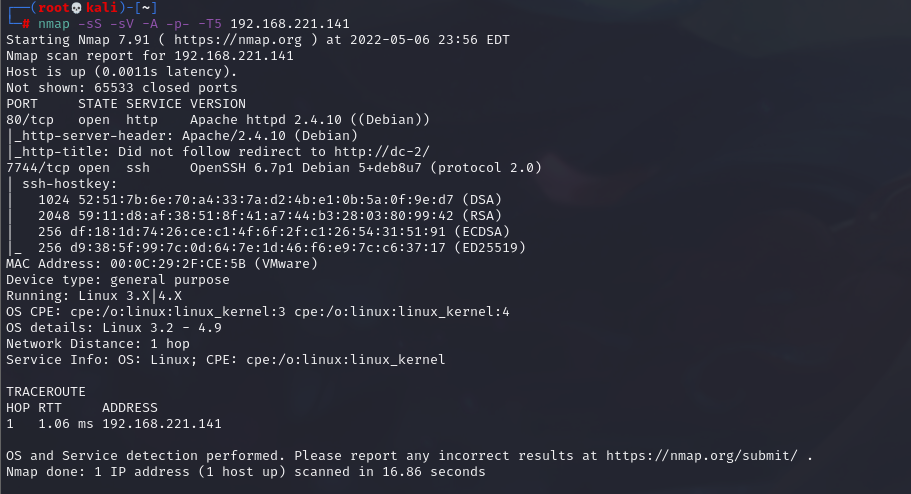 ┌──(root💀kali)-[~]
└─# nmap -sS -sV -A -p- -T5 192.168.221.141
Starting Nmap 7.91 ( https://nmap.org ) at 2022-05-06 23:56 EDT
Nmap scan report for 192.168.221.141
Host is up (0.0011s latency).
Not shown: 65533 closed ports
PORT     STATE SERVICE VERSION
80/tcp   open  http    Apache httpd 2.4.10 ((Debian))
|_http-server-header: Apache/2.4.10 (Debian)
|_http-title: Did not follow redirect to http://dc-2/
7744/tcp open  ssh     OpenSSH 6.7p1 Debian 5+deb8u7 (protocol 2.0)
| ssh-hostkey:
|   1024 52:51:7b:6e:70:a4:33:7a:d2:4b:e1:0b:5a:0f:9e:d7 (DSA)
|   2048 59:11:d8:af:38:51:8f:41:a7:44:b3:28:03:80:99:42 (RSA)
|   256 df:18:1d:74:26:ce:c1:4f:6f:2f:c1:26:54:31:51:91 (ECDSA)
|_  256 d9:38:5f:99:7c:0d:64:7e:1d:46:f6:e9:7c:c6:37:17 (ED25519)
MAC Address: 00:0C:29:2F:CE:5B (VMware)
Device type: general purpose
Running: Linux 3.X|4.X
OS CPE: cpe:/o:linux:linux_kernel:3 cpe:/o:linux:linux_kernel:4
OS details: Linux 3.2 - 4.9
Network Distance: 1 hop
Service Info: OS: Linux; CPE: cpe:/o:linux:linux_kernel

TRACEROUTE
HOP RTT     ADDRESS
1   1.06 ms 192.168.221.141

OS and Service detection performed. Please report any incorrect results at https://nmap.org/submit/ .
Nmap done: 1 IP address (1 host up) scanned in 16.86 seconds